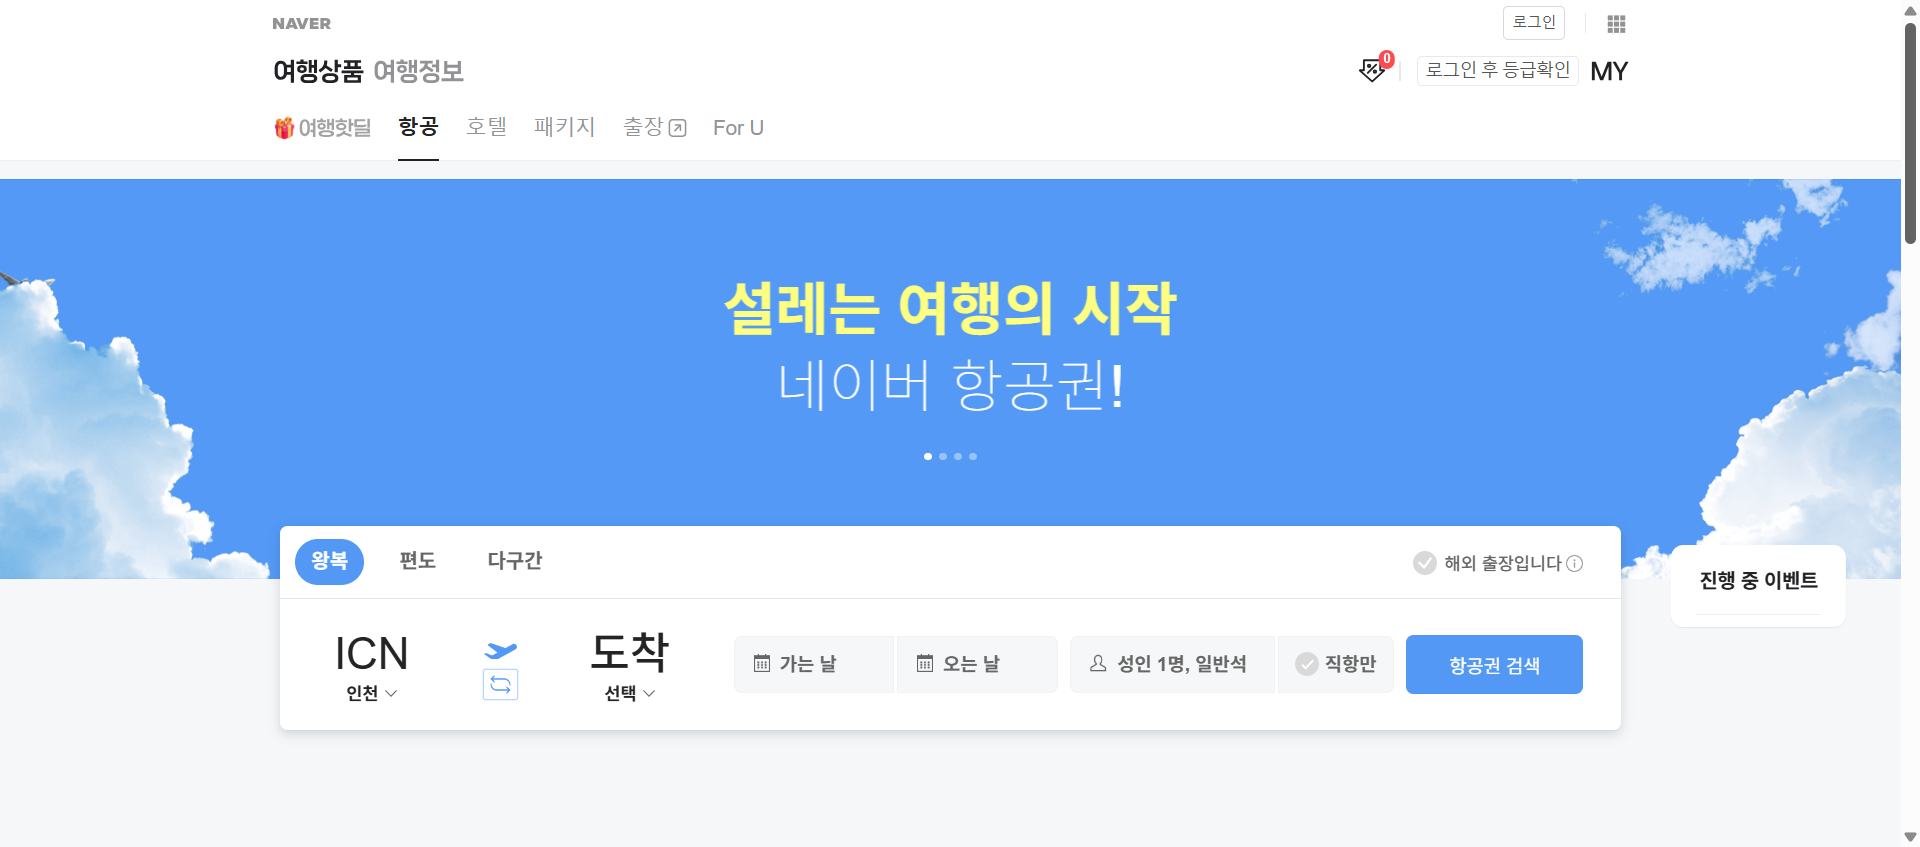 NAVER
로그인
여행상품 여행정보
0
로그인 후 등급확인 MY
여행핫딜 항공 호텔 패키지 출장 For U
설레는 여행의 시작
네이버 항공권!
왕복 편도 다구간
해외 출장입니다
진행 중 이벤트
ICN
인천
도착
선택
가는 날
오는 날
성인 1명, 일반석
직항만
항공권 검색